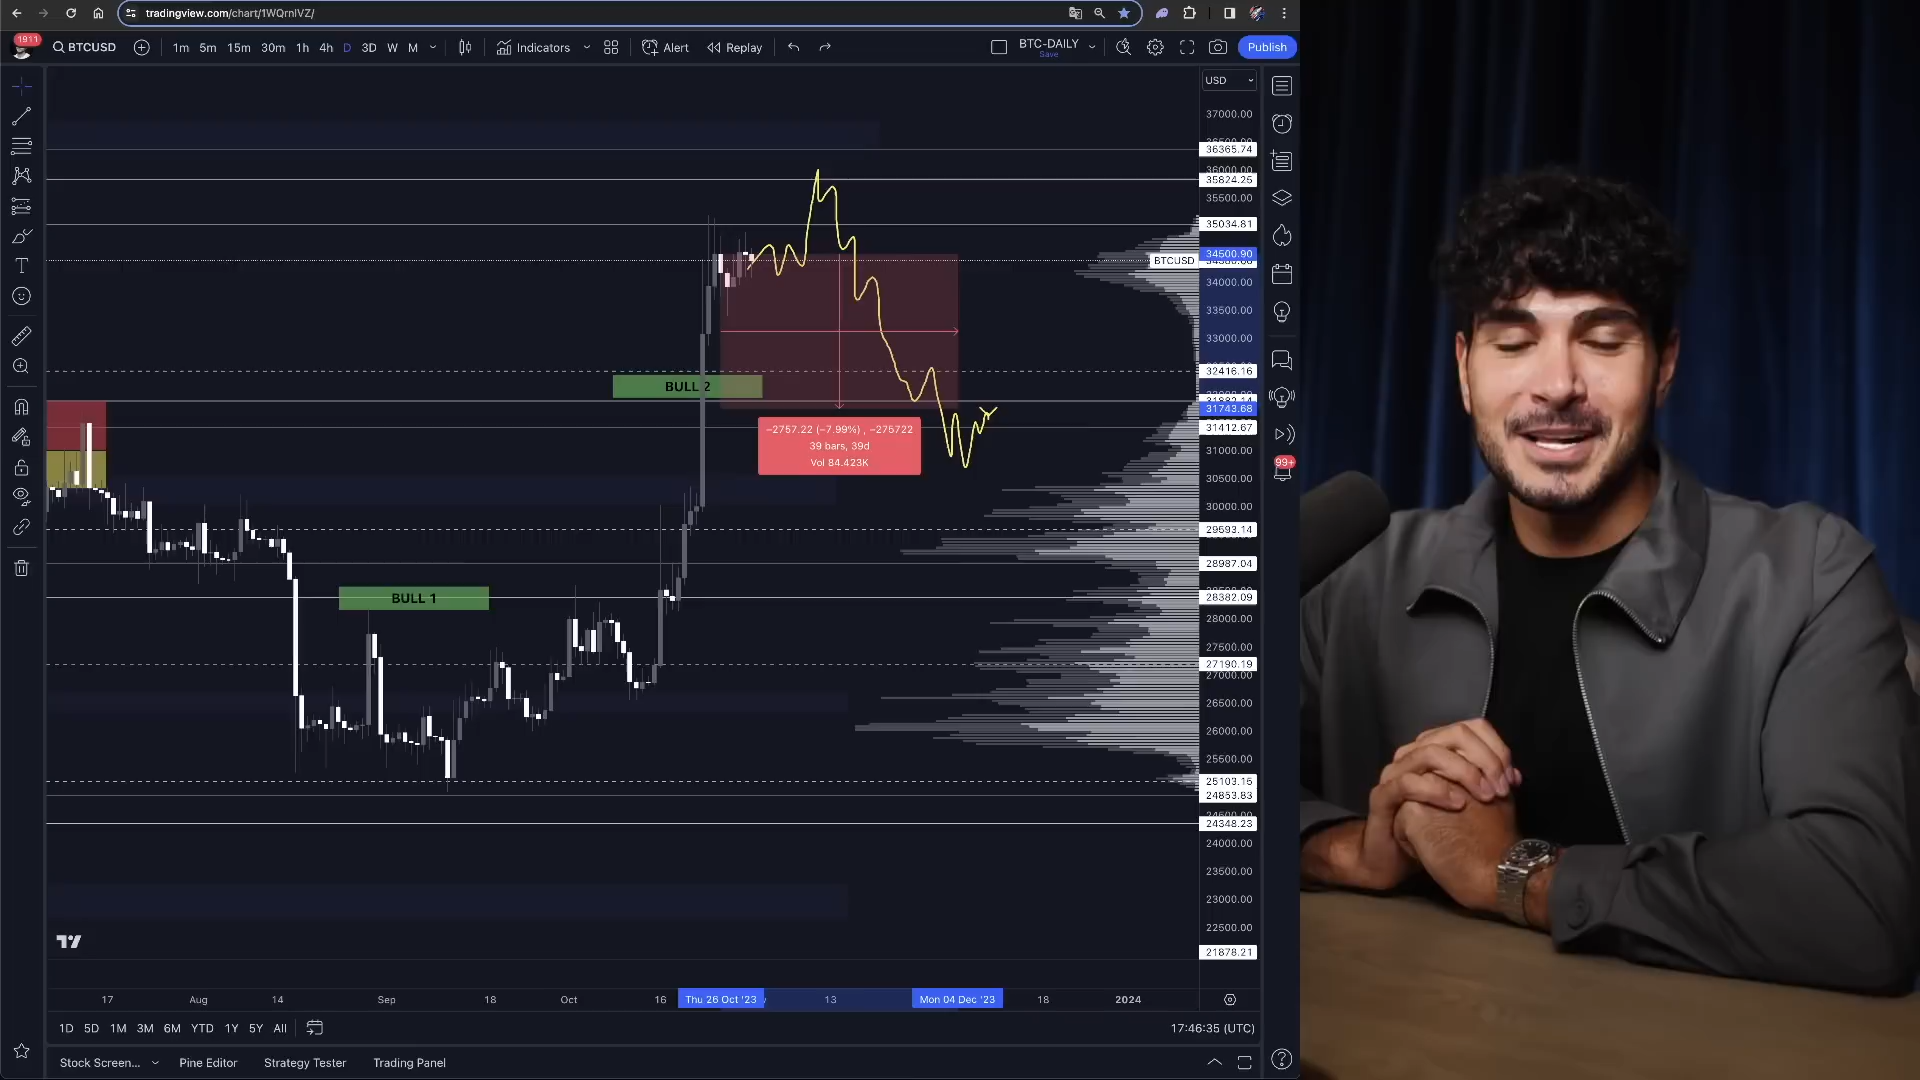 tradingview.com/chart/1WQrnIVZ/
1911
BTCUSD
1m 5m 15m 30m 1h 4h D 3D W M
Indicators
Alert
Replay
BTC-DAILY
Save
Publish
USD
37000.00
36365.74
36000.00
35824.25
35500.00
35034.81
34500.90
BTCUSD
34000.00
33500.00
33000.00
32416.16
BULL 2
31743.68
−2757.22 (−7.99%) , −275722
39 bars, 39d
Vol 84.423K
31412.67
31000.00
99+
30500.00
30000.00
29593.14
28987.04
BULL 1
28382.09
28000.00
27500.00
27190.19
27000.00
26500.00
26000.00
25500.00
25103.15
24853.83
24348.23
24000.00
23500.00
23000.00
22500.00
21878.21
17 Aug 14 Sep 18 Oct 16 Thu 26 Oct '23 13 Mon 04 Dec '23 18 2024
1D 5D 1M 3M 6M YTD 1Y 5Y All
17:46:35 (UTC)
Stock Screen... Pine Editor Strategy Tester Trading Panel